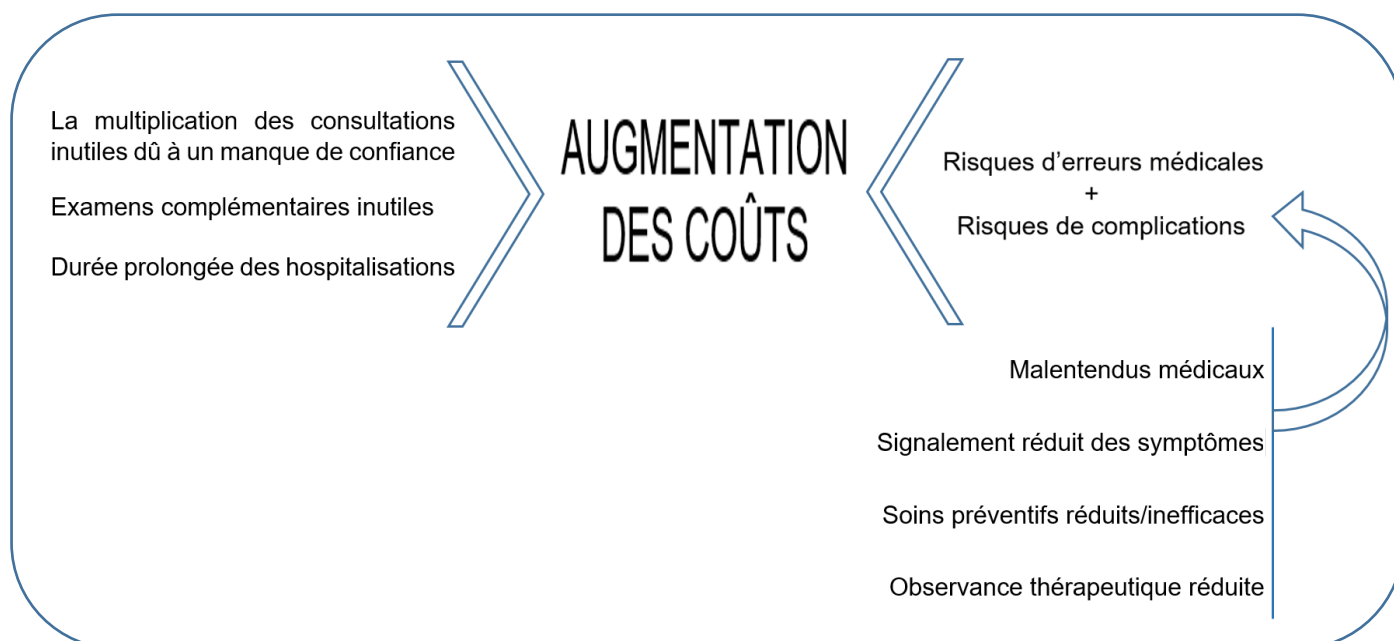 La multiplication des consultations
inutiles dû à un manque de confiance
Examens complémentaires inutiles
Durée prolongée des hospitalisations
AUGMENTATION
DES COÛTS
Risques d’erreurs médicales
+
Risques de complications
Malentendus médicaux
Signalement réduit des symptômes
Soins préventifs réduits/inefficaces
Observance thérapeutique réduite